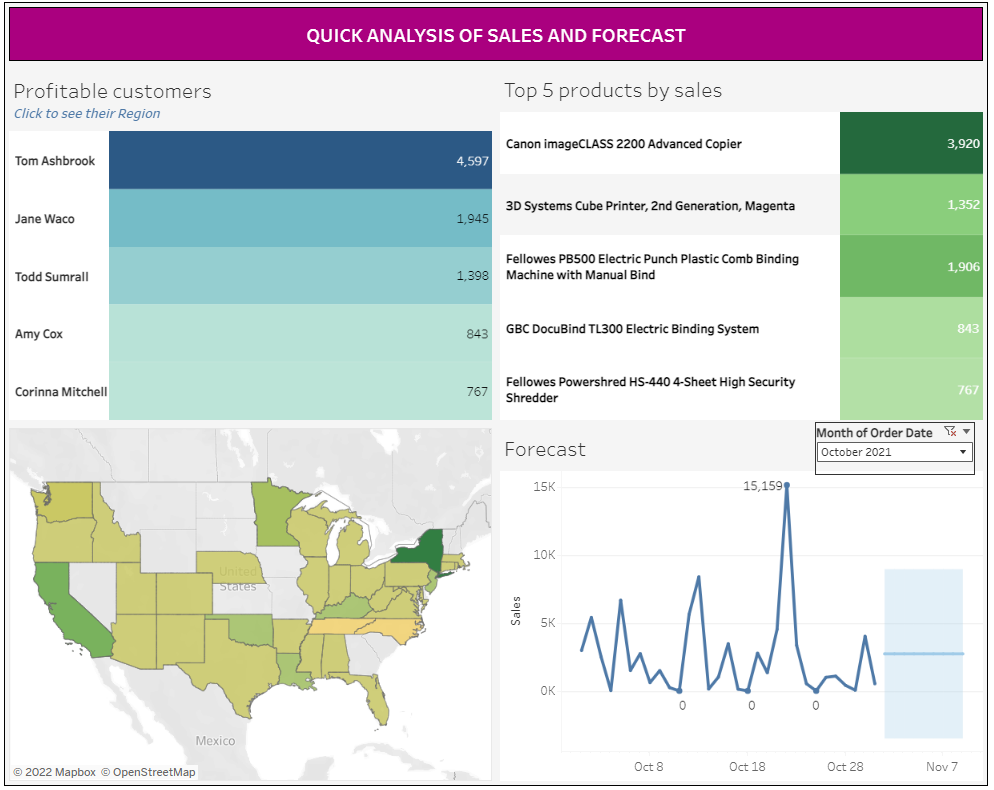 QUICK ANALYSIS OF SALES AND FORECAST
Profitable customers
Click to see their Region
Tom Ashbrook 4,597
Jane Waco 1,945
Todd Sumrall 1,398
Amy Cox 843
Corinna Mitchell 767
Top 5 products by sales
Canon imageCLASS 2200 Advanced Copier 3,920
3D Systems Cube Printer, 2nd Generation, Magenta 1,352
Fellowes PB500 Electric Punch Plastic Comb Binding
Machine with Manual Bind 1,906
GBC DocuBind TL300 Electric Binding System 843
Fellowes Powershred HS-440 4-Sheet High Security
Shredder 767
United
States
Mexico
© 2022 Mapbox © OpenStreetMap
Forecast
Month of Order Date
October 2021
15K
10K
5K
0K
Sales
15,159
0
0
0
Oct 8
Oct 18
Oct 28
Nov 7